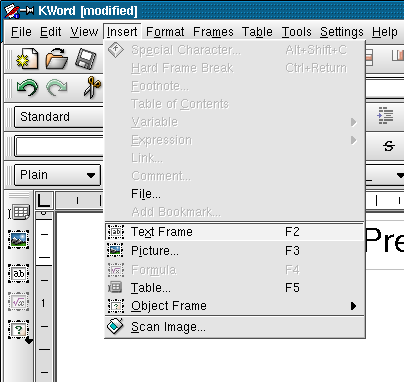 KWord [modified]
File Edit View Insert Format Frames Table Tools Settings Help
Special Character... Alt+Shift+C
Hard Frame Break Ctrl+Return
Footnote...
Table of Contents
Variable
Expression
Link...
Comment...
File...
Add Bookmark...
Text Frame F2
Picture... F3
Formula F4
Table... F5
Object Frame
Scan Image...
Standard
Plain
S
Pre